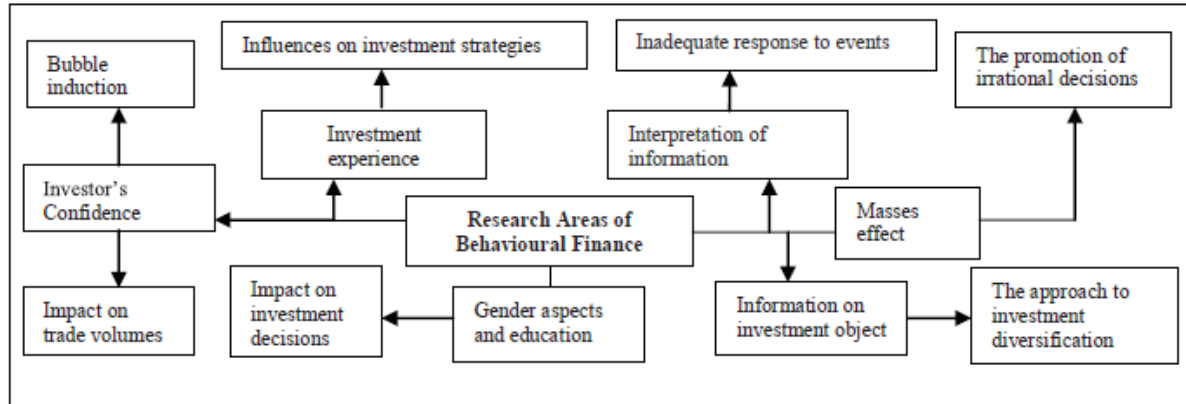 Influences on investment strategies
Inadequate response to events
Bubble
induction
The promotion of
irrational decisions
Investment
experience
Interpretation of
information
Investor’s
Confidence
Research Areas of
Behavioural Finance
Masses
effect
Impact on
trade volumes
Impact on
investment
decisions
Gender aspects
and education
Information on
investment object
The approach to
investment
diversification